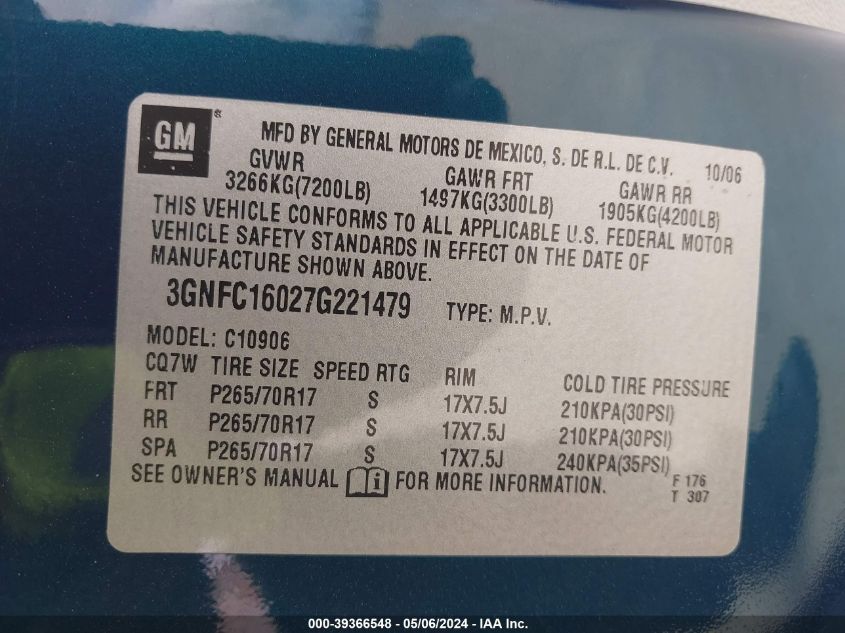 GM® MFD BY GENERAL MOTORS DE MEXICO, S. DE R.L. DE C.V. 10/06
GVWR GAWR FRT GAWR RR
3266KG(7200LB) 1497KG(3300LB) 1905KG(4200LB)
THIS VEHICLE CONFORMS TO ALL APPLICABLE U.S. FEDERAL MOTOR
VEHICLE SAFETY STANDARDS IN EFFECT ON THE DATE OF
MANUFACTURE SHOWN ABOVE.
3GNFC16027G221479 TYPE: M.P.V.
MODEL: C10906
CQ7W TIRE SIZE SPEED RTG RIM COLD TIRE PRESSURE
FRT P265/70R17 S 17X7.5J 210KPA(30PSI)
RR P265/70R17 S 17X7.5J 210KPA(30PSI)
SPA P265/70R17 S 17X7.5J 240KPA(35PSI)
SEE OWNER'S MANUAL i FOR MORE INFORMATION. F 176
T 307
000-39366548 - 05/06/2024 - IAA Inc.